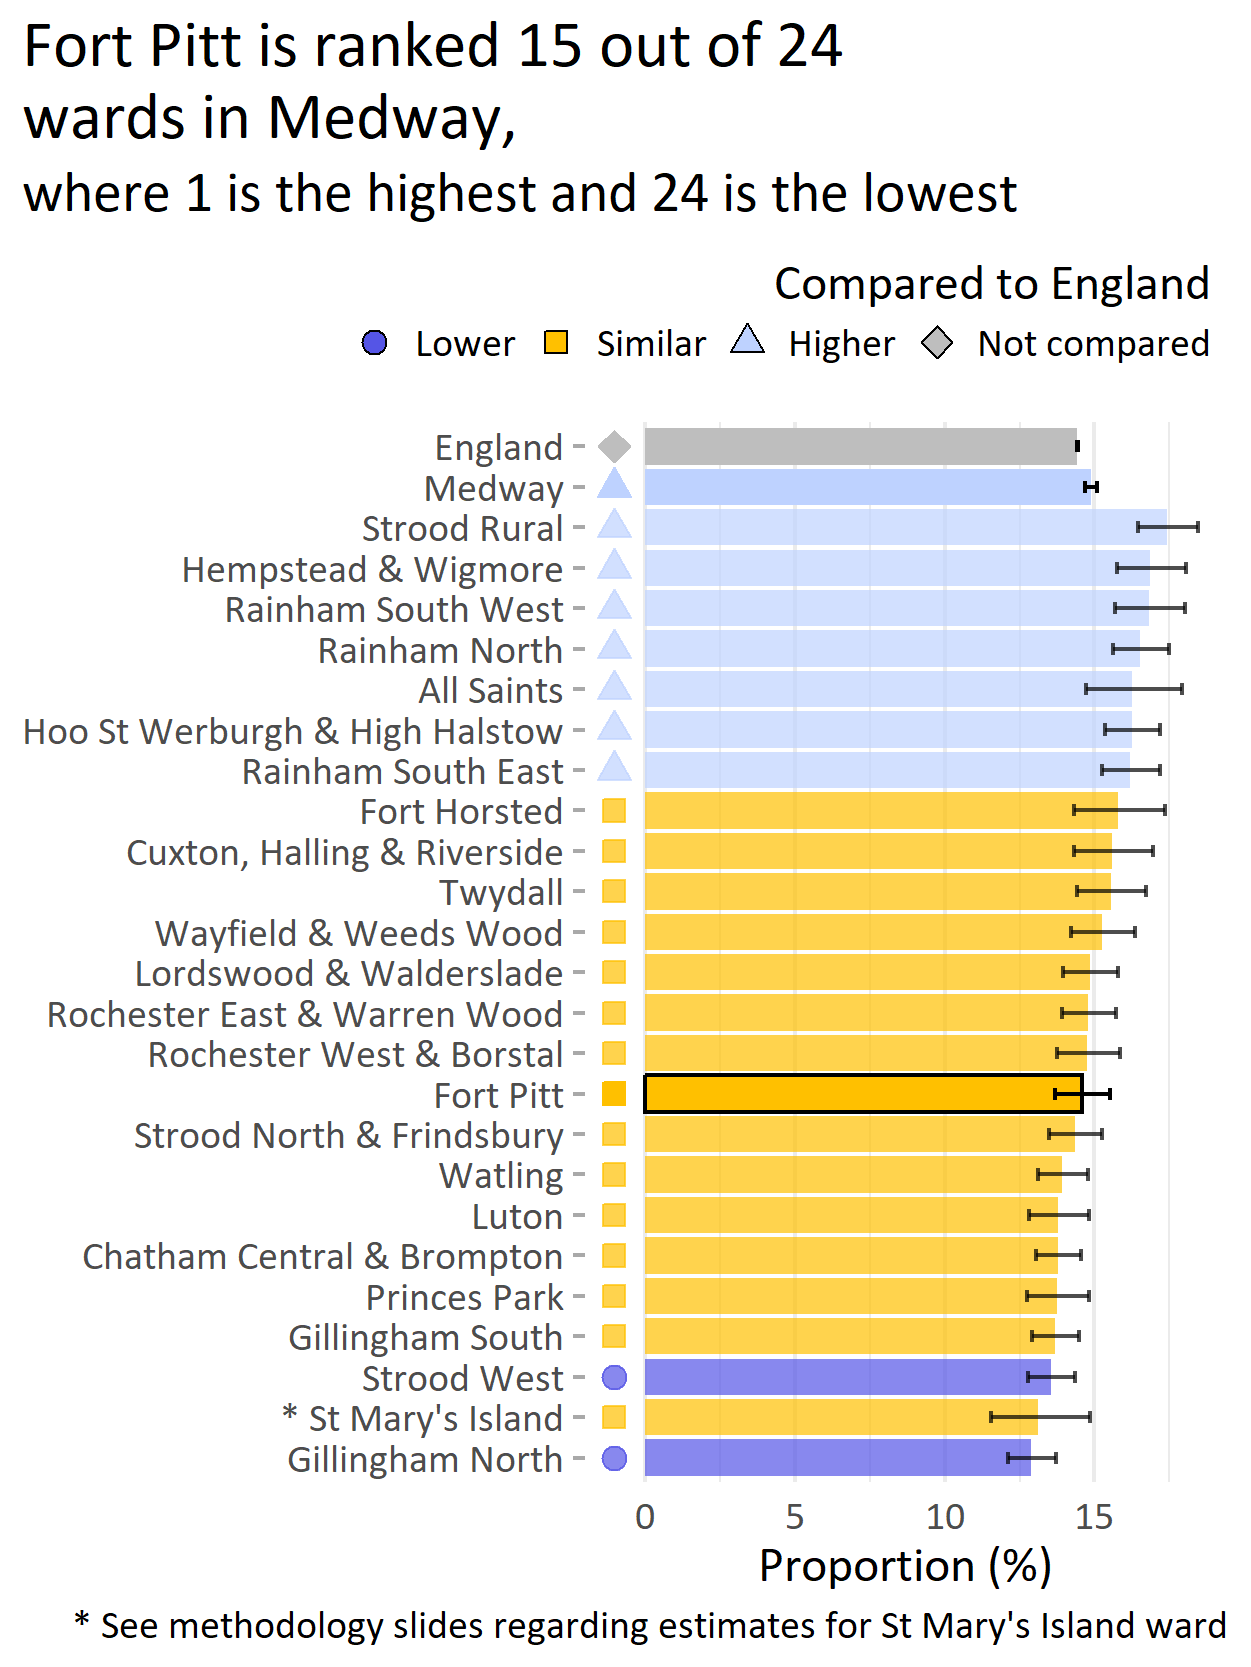 Fort Pitt is ranked 15 out of 24
wards in Medway,
where 1 is the highest and 24 is the lowest
Compared to England
Lower Similar Higher Not compared
England
Medway
Strood Rural
Hempstead & Wigmore
Rainham South West
Rainham North
All Saints
Hoo St Werburgh & High Halstow
Rainham South East
Fort Horsted
Cuxton, Halling & Riverside
Twydall
Wayfield & Weeds Wood
Lordswood & Walderslade
Rochester East & Warren Wood
Rochester West & Borstal
Fort Pitt
Strood North & Frindsbury
Watling
Luton
Chatham Central & Brompton
Princes Park
Gillingham South
Strood West
* St Mary's Island
Gillingham North
0 5 10 15
Proportion (%)
* See methodology slides regarding estimates for St Mary's Island ward